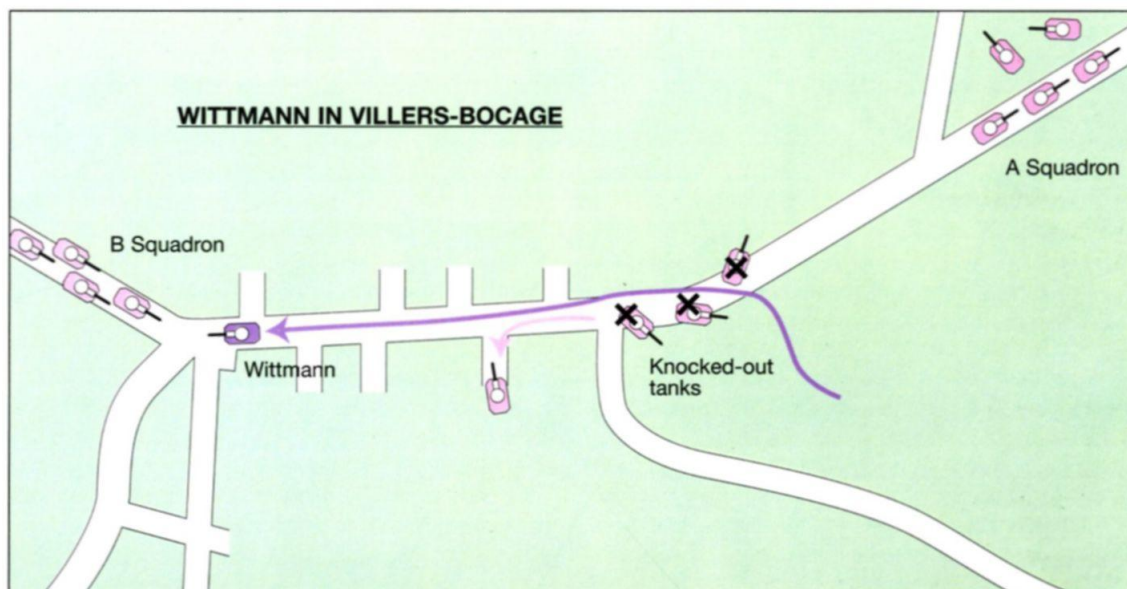 WITTMANN IN VILLERS-BOCAGE
A Squadron
B Squadron
Wittmann
Knocked-out
tanks